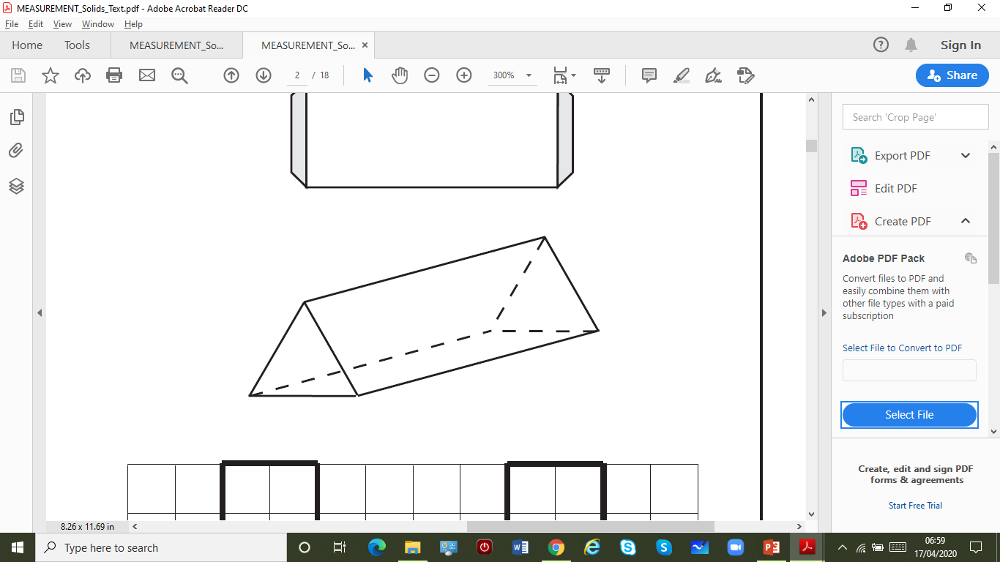 MEASUREMENT_Solids_Text.pdf - Adobe Acrobat Reader DC
File Edit View Window Help
Home Tools MEASUREMENT_So... MEASUREMENT_So... × Sign In
2 / 18 300% Share
Search 'Crop Page'
Export PDF
Edit PDF
Create PDF
Adobe PDF Pack
Convert files to PDF and
easily combine them with
other file types with a paid
subscription
Select File to Convert to PDF
Select File
Create, edit and sign PDF
forms & agreements
Start Free Trial
8.26 x 11.69 in
Type here to search
06:59
17/04/2020